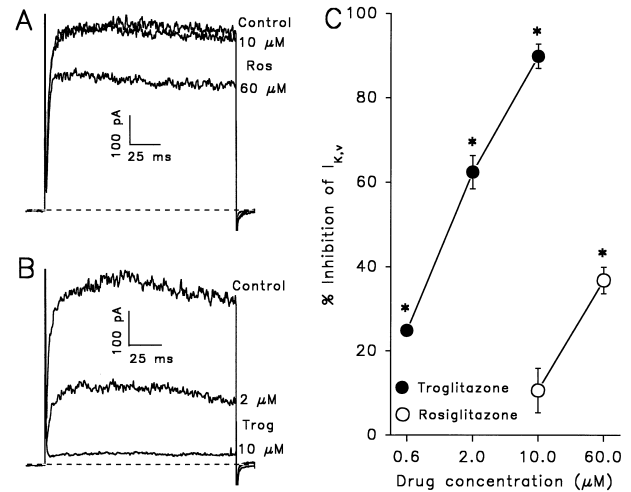 A
Control
10 μM
Ros
60 μM
100 pA
25 ms
B
Control
100 pA
25 ms
2 μM
Trog
10 μM
C
% Inhibition of I_K,v
100
80
60
40
20
0
*
*
*
*
Troglitazone
Rosiglitazone
0.6 2.0 10.0 60.0
Drug concentration (μM)